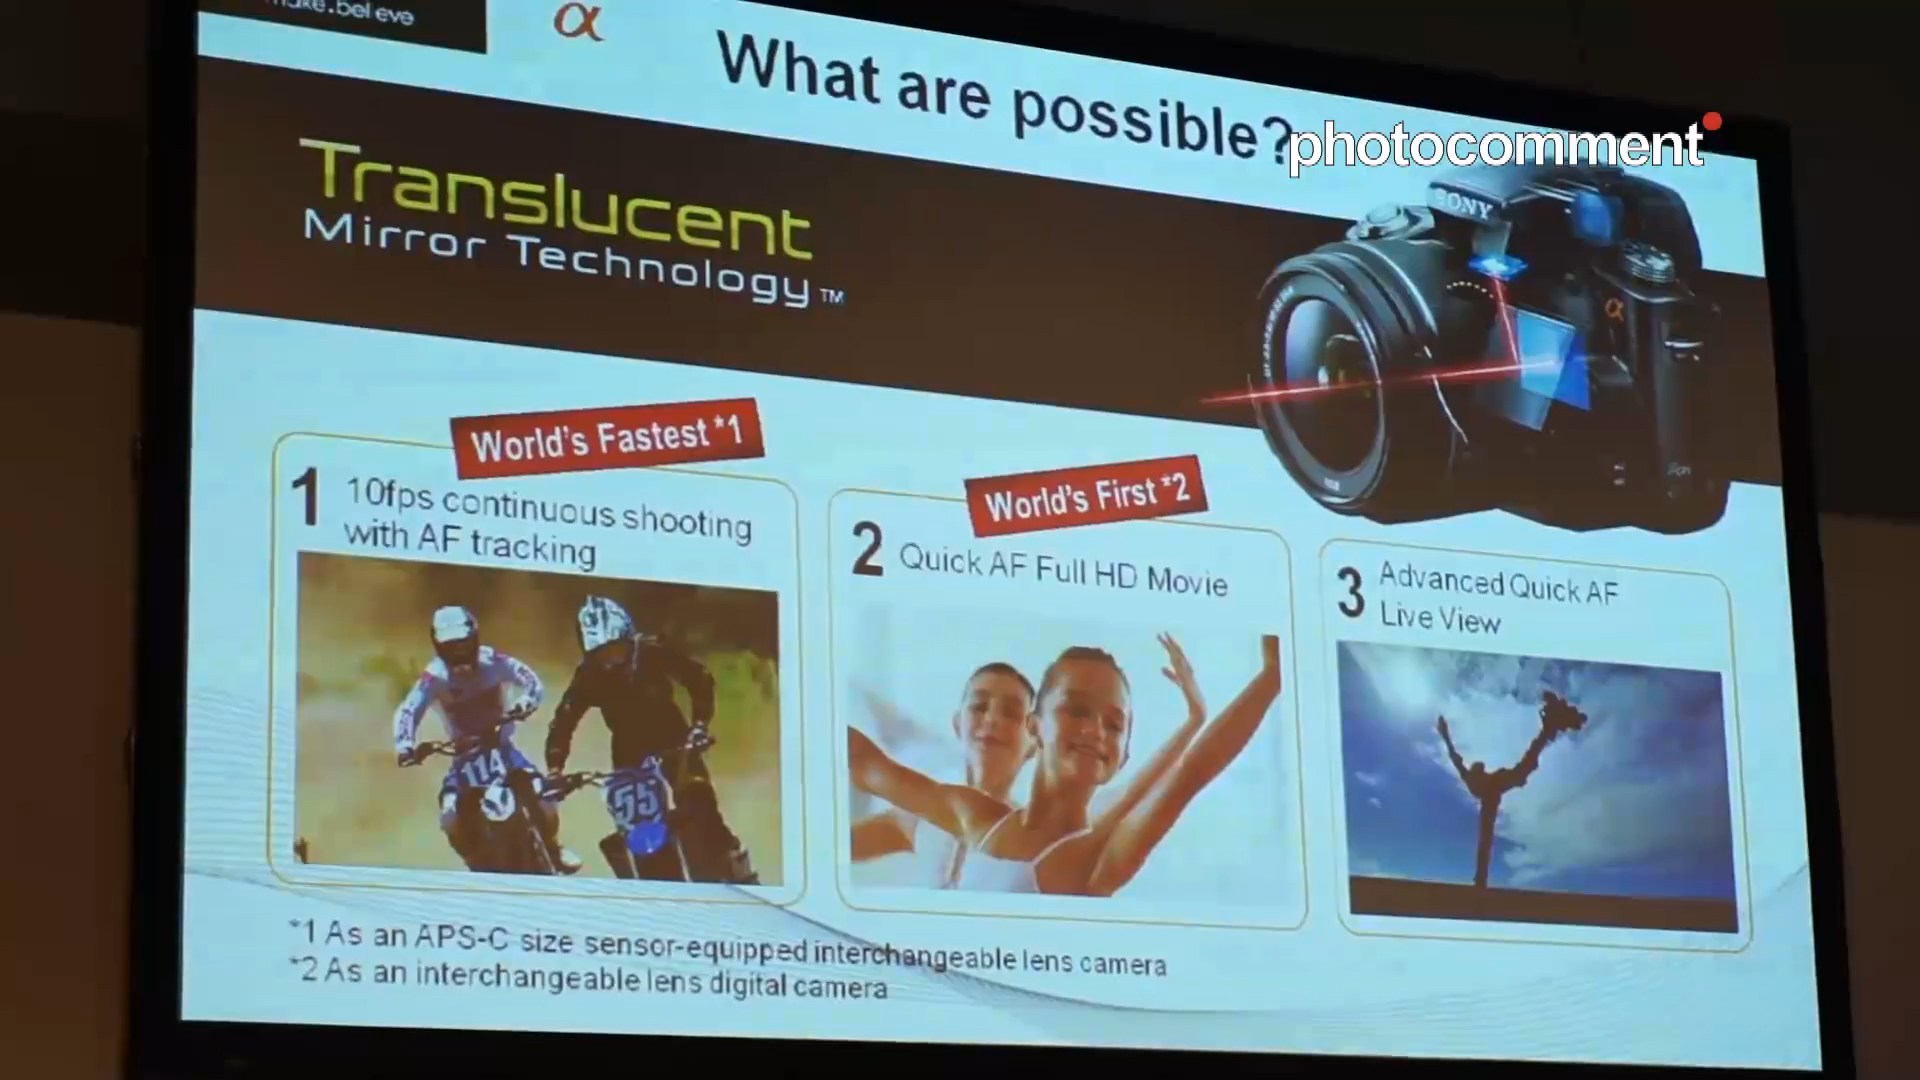 make.believe
α
What are possible?
photocomment
Translucent
Mirror Technology™
SONY
α
World's Fastest *1
1 10fps continuous shooting
with AF tracking
114
55
World's First *2
2 Quick AF Full HD Movie
3 Advanced Quick AF
Live View
*1 As an APS-C size sensor-equipped interchangeable lens camera
*2 As an interchangeable lens digital camera